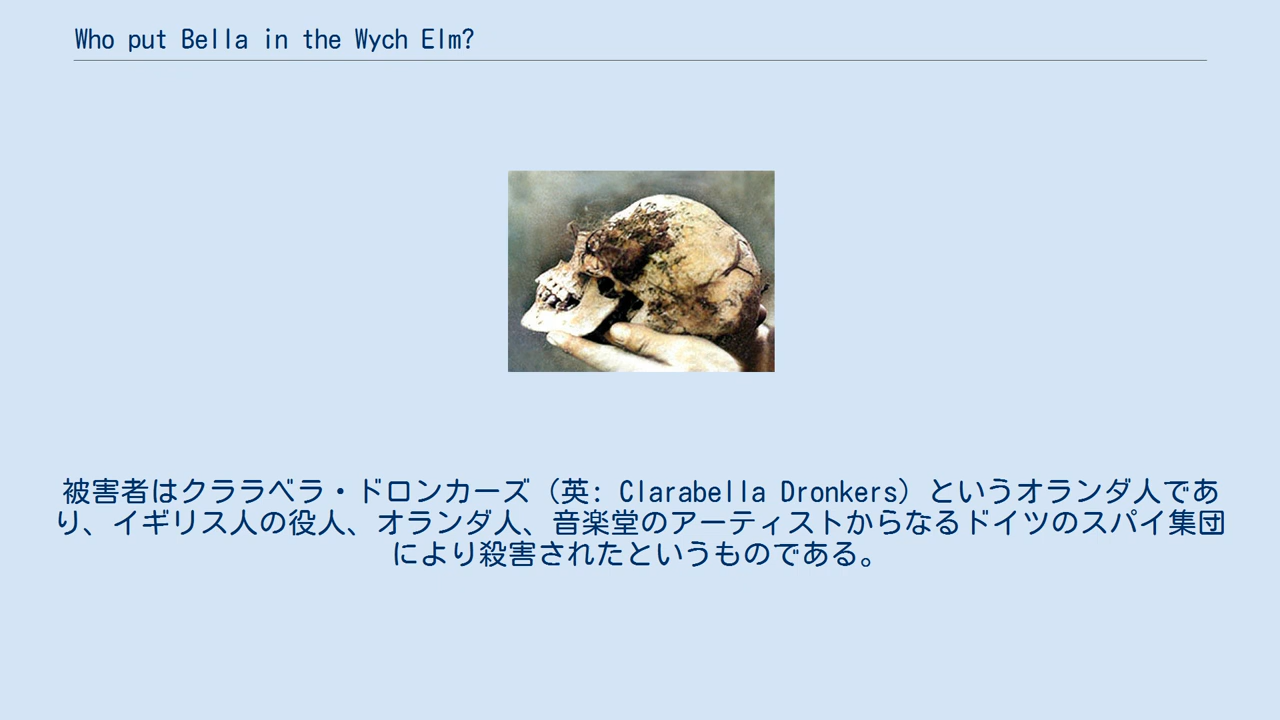 Who put Bella in the Wych Elm?
被害者はクララベラ・ドロンカーズ（英: Clarabella Dronkers）というオランダ人であ
り、イギリス人の役人、オランダ人、音楽堂のアーティストからなるドイツのスパイ集団
により殺害されたというものである。